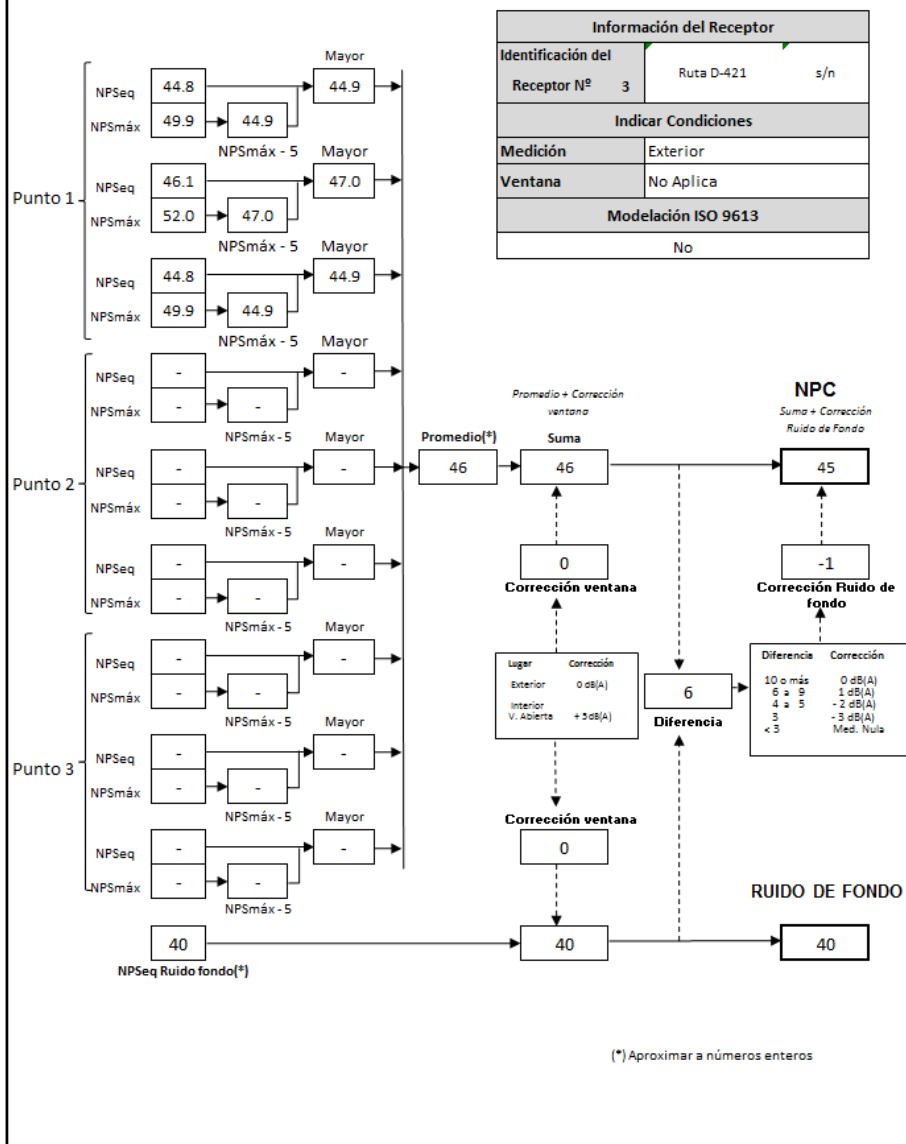 Información del Receptor
Identificación del
Receptor Nº 3
Ruta D-421 s/n
Indicar Condiciones
Medición Exterior
Ventana No Aplica
Modelación ISO 9613
No
Punto 1
Mayor
NPSeq 44.8 44.9
NPSmáx 49.9 44.9
NPSmáx - 5 Mayor
NPSeq 46.1 47.0
NPSmáx 52.0 47.0
NPSmáx - 5 Mayor
NPSeq 44.8 44.9
NPSmáx 49.9 44.9
NPSmáx - 5 Mayor
Punto 2
NPSeq - -
NPSmáx - -
NPSmáx - 5 Mayor
NPSeq - -
NPSmáx - -
NPSmáx - 5 Mayor
NPSeq - -
NPSmáx - -
NPSmáx - 5 Mayor
Punto 3
NPSeq - -
NPSmáx - -
NPSmáx - 5 Mayor
NPSeq - -
NPSmáx - -
NPSmáx - 5 Mayor
NPSeq - -
NPSmáx - -
NPSmáx - 5
40
NPSeq Ruido fondo(*)
Promedio(*)
46
Promedio + Corrección
ventana
Suma
46
0
Corrección ventana
Lugar Corrección
Exterior 0 dB(A)
Interior
V. Abierta + 5 dB(A)
Corrección ventana
0
40
6
Diferencia
NPC
Suma + Corrección
Ruido de Fondo
45
-1
Corrección Ruido de
fondo
Diferencia Corrección
10 o más 0 dB(A)
6 a 9 1 dB(A)
4 a 5 - 2 dB(A)
3 - 3 dB(A)
< 3 Med. Nula
RUIDO DE FONDO
40
(*) Aproximar a números enteros